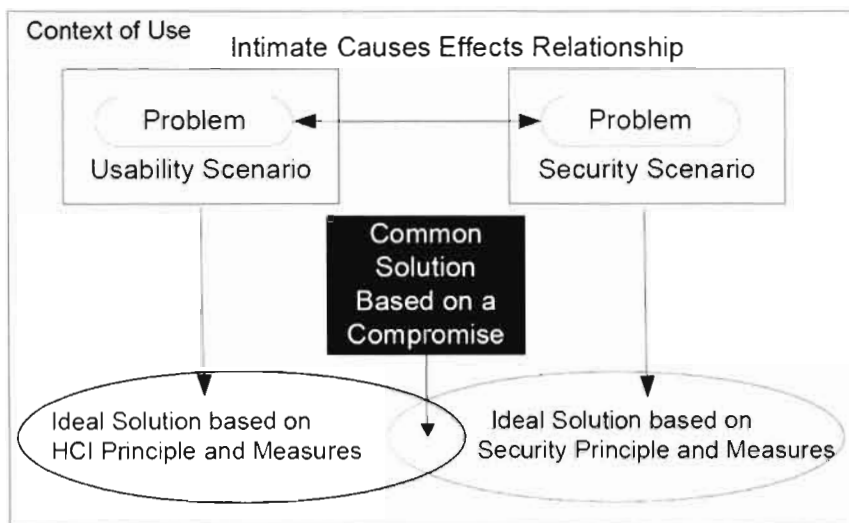 Context of Use
Intimate Causes Effects Relationship
Problem
Usability Scenario
Problem
Security Scenario
Common
Solution
Based on a
Compromise
Ideal Solution based on
HCI Principle and Measures
Ideal Solution based on
Security Principle and Measures